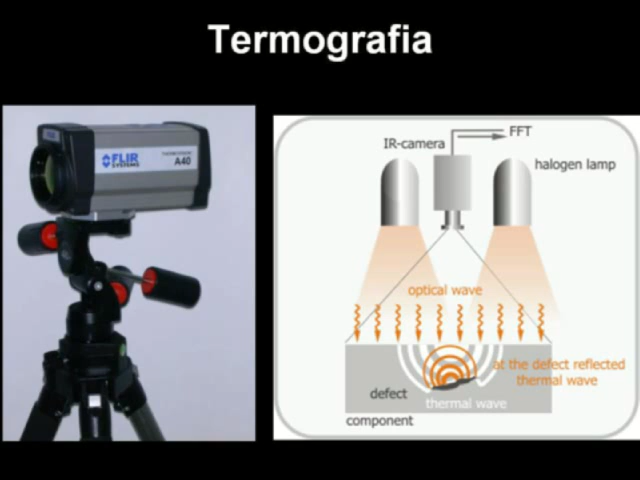 Termografia
FLIR
SYSTEMS
A40
FFT
IR-camera
halogen lamp
optical wave
at the defect reflected
thermal wave
defect
thermal wave
component